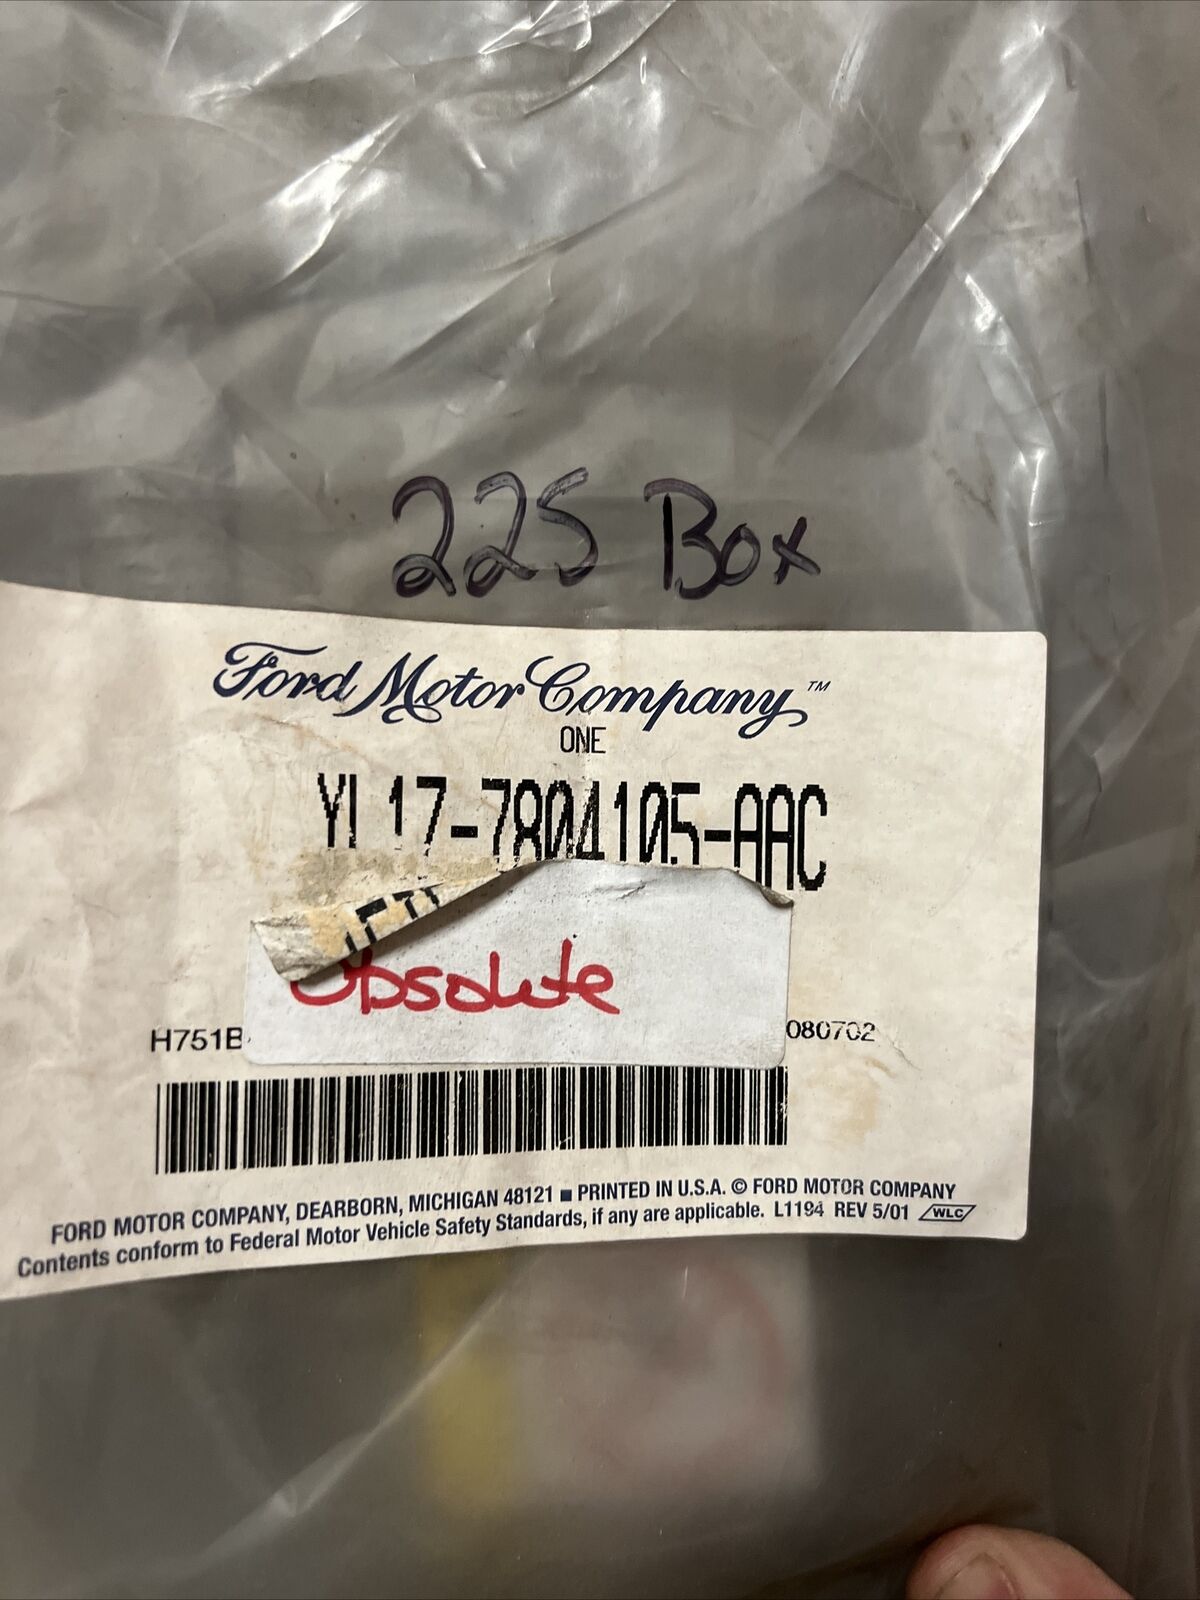 225 Box
Ford Motor Company™
ONE
YL17-7804105-AAC
Obsolute
H751B 080702
FORD MOTOR COMPANY, DEARBORN, MICHIGAN 48121 ■ PRINTED IN U.S.A. © FORD MOTOR COMPANY
Contents conform to Federal Motor Vehicle Safety Standards, if any are applicable. L1194 REV 5/01 WLC